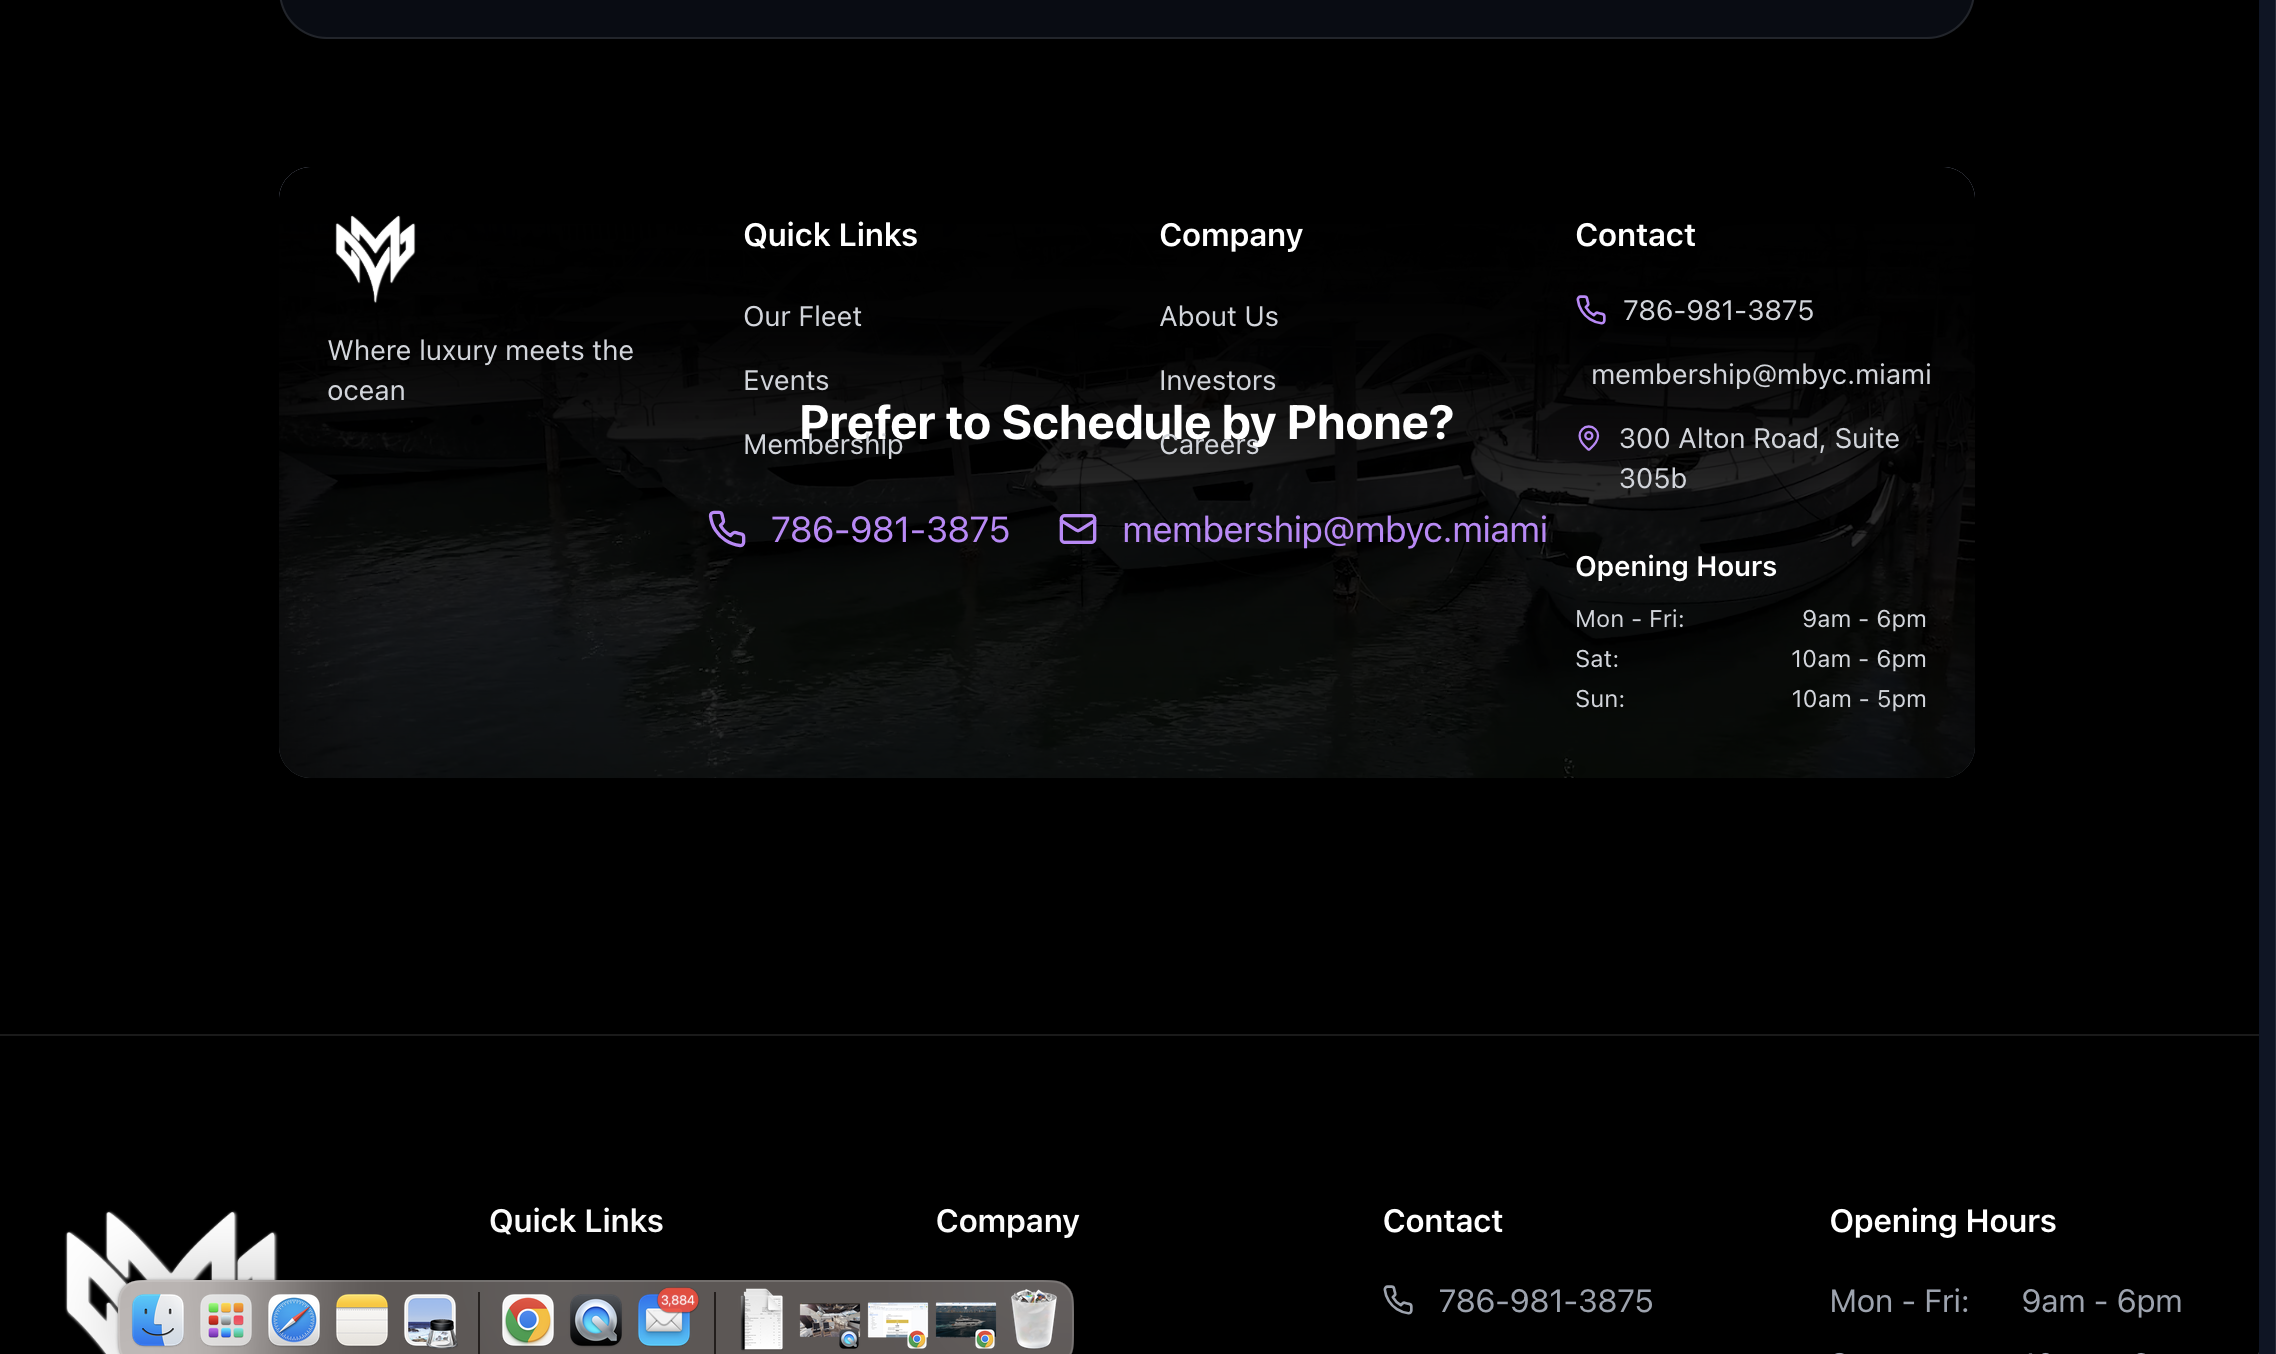 Quick Links
Company
Contact
Where luxury meets the
ocean
Our Fleet
Events
Membership
About Us
Investors
Careers
786-981-3875
membership@mbyc.miami
300 Alton Road, Suite
305b
Prefer to Schedule by Phone?
786-981-3875
membership@mbyc.miami
Opening Hours
Mon - Fri: 9am - 6pm
Sat: 10am - 6pm
Sun: 10am - 5pm
Quick Links
Company
Contact
786-981-3875
Opening Hours
Mon - Fri: 9am - 6pm
3,884